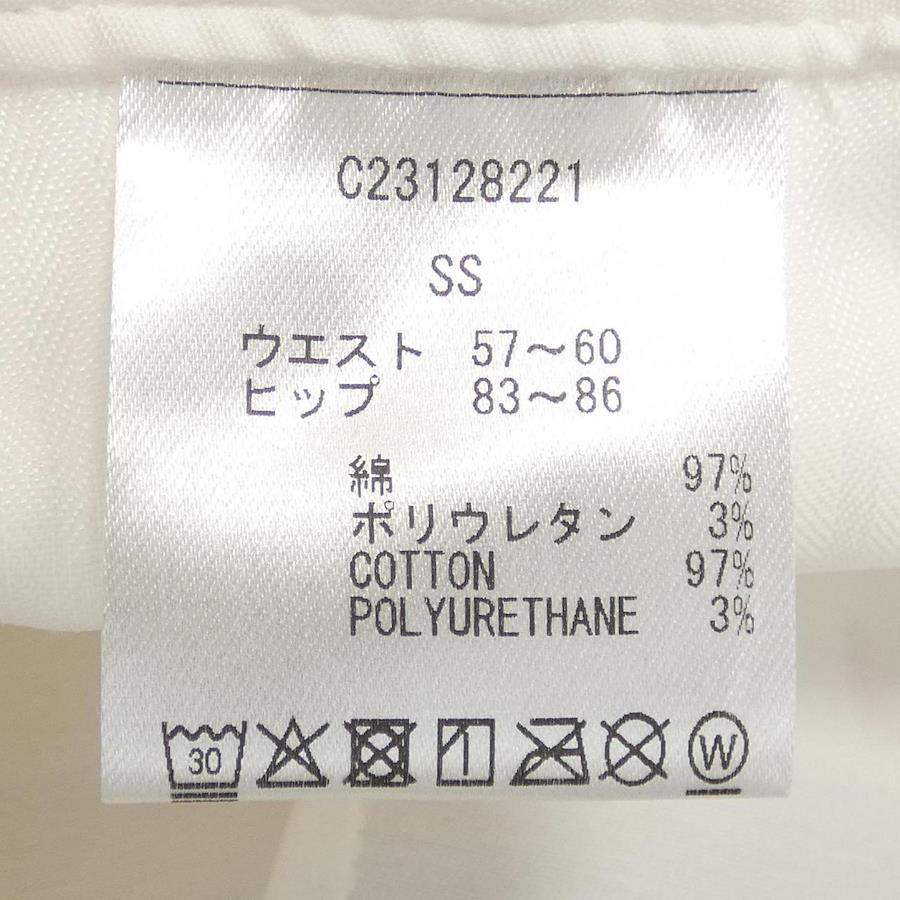 C23128221
SS
ウエスト 57～60
ヒップ 83～86
綿 97%
ポリウレタン 3%
COTTON 97%
POLYURETHANE 3%
30 W